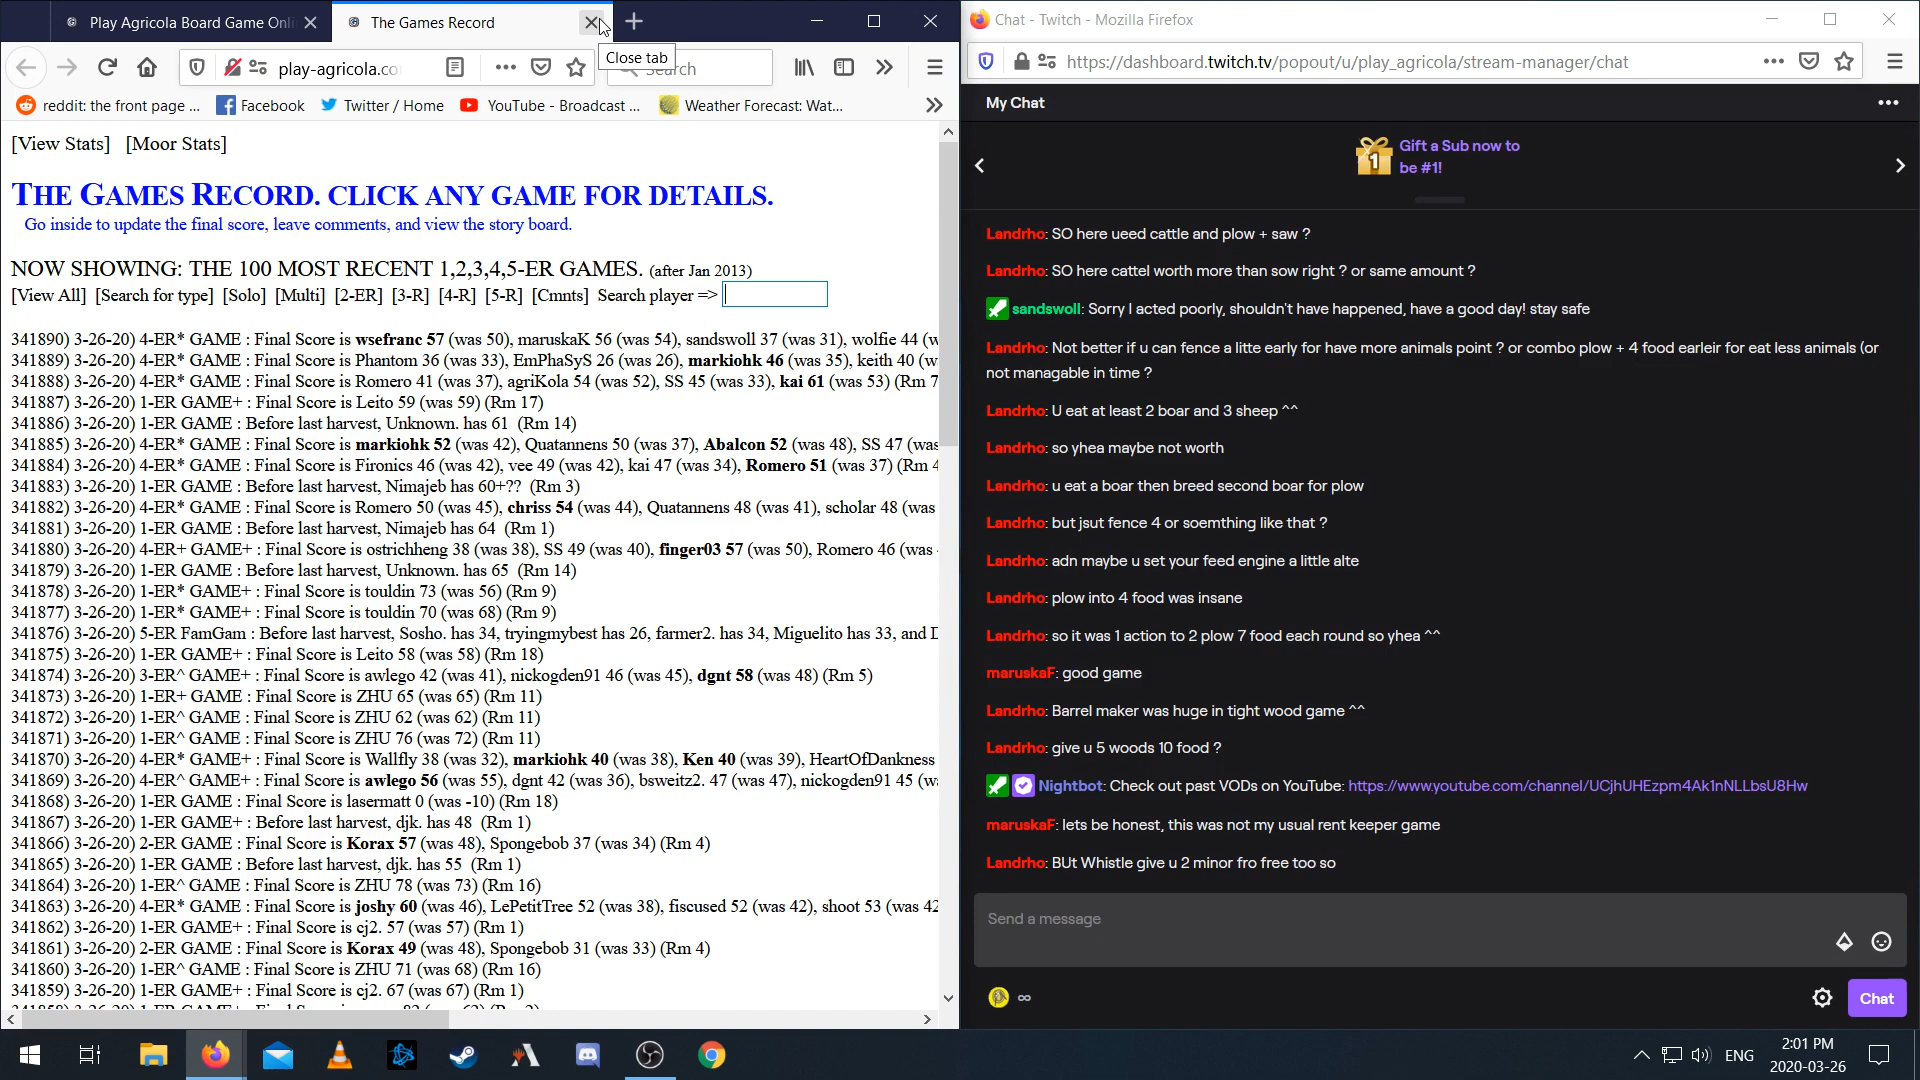 Play Agricola Board Game Onli
The Games Record
Close tab
play-agricola.co
Search
reddit: the front page ...
Facebook
Twitter / Home
YouTube - Broadcast ...
Weather Forecast: Wat...
[View Stats] [Moor Stats]
THE GAMES RECORD. CLICK ANY GAME FOR DETAILS.
Go inside to update the final score, leave comments, and view the story board.
NOW SHOWING: THE 100 MOST RECENT 1,2,3,4,5-ER GAMES. (after Jan 2013)
[View All] [Search for type] [Solo] [Multi] [2-ER] [3-R] [4-R] [5-R] [Cmnts] Search player =>
341890) 3-26-20) 4-ER* GAME : Final Score is wsefranc 57 (was 50), maruskaK 56 (was 54), sandswoll 37 (was 31), wolfie 44 (w
341889) 3-26-20) 4-ER* GAME : Final Score is Phantom 36 (was 33), EmPhaSyS 26 (was 26), markiohk 46 (was 35), keith 40 (wa
341888) 3-26-20) 4-ER* GAME : Final Score is Romero 41 (was 37), agriKola 54 (was 52), SS 45 (was 33), kai 61 (was 53) (Rm 7
341887) 3-26-20) 1-ER GAME+ : Final Score is Leito 59 (was 59) (Rm 17)
341886) 3-26-20) 1-ER GAME : Before last harvest, Unknown. has 61 (Rm 14)
341885) 3-26-20) 4-ER* GAME : Final Score is markiohk 52 (was 42), Quatannens 50 (was 37), Abalcon 52 (was 48), SS 47 (was
341884) 3-26-20) 4-ER* GAME : Final Score is Fironics 46 (was 42), vee 49 (was 42), kai 47 (was 34), Romero 51 (was 37) (Rm 4
341883) 3-26-20) 1-ER GAME : Before last harvest, Nimajeb has 60+?? (Rm 3)
341882) 3-26-20) 4-ER* GAME : Final Score is Romero 50 (was 45), chriss 54 (was 44), Quatannens 48 (was 41), scholar 48 (was
341881) 3-26-20) 1-ER GAME : Before last harvest, Nimajeb has 64 (Rm 1)
341880) 3-26-20) 4-ER+ GAME+ : Final Score is ostrichheng 38 (was 38), SS 49 (was 40), finger03 57 (was 50), Romero 46 (was
341879) 3-26-20) 1-ER GAME : Before last harvest, Unknown. has 65 (Rm 14)
341878) 3-26-20) 1-ER* GAME+ : Final Score is touldin 73 (was 56) (Rm 9)
341877) 3-26-20) 1-ER* GAME+ : Final Score is touldin 70 (was 68) (Rm 9)
341876) 3-26-20) 5-ER FamGam : Before last harvest, Sosho. has 34, tryingmybest has 26, farmer2. has 34, Miguelito has 33, and D
341875) 3-26-20) 1-ER GAME+ : Final Score is Leito 58 (was 58) (Rm 18)
341874) 3-26-20) 3-ER^ GAME+ : Final Score is awlego 42 (was 41), nickogden91 46 (was 45), dgnt 58 (was 48) (Rm 5)
341873) 3-26-20) 1-ER+ GAME : Final Score is ZHU 65 (was 65) (Rm 11)
341872) 3-26-20) 1-ER^ GAME : Final Score is ZHU 62 (was 62) (Rm 11)
341871) 3-26-20) 1-ER^ GAME : Final Score is ZHU 76 (was 72) (Rm 11)
341870) 3-26-20) 4-ER* GAME+ : Final Score is Wallfly 38 (was 32), markiohk 40 (was 38), Ken 40 (was 39), HeartOfDankness
341869) 3-26-20) 4-ER^ GAME+ : Final Score is awlego 56 (was 55), dgnt 42 (was 36), bsweitz2. 47 (was 47), nickogden91 45 (wa
341868) 3-26-20) 1-ER GAME : Final Score is lasermatt 0 (was -10) (Rm 18)
341867) 3-26-20) 1-ER GAME+ : Before last harvest, djk. has 48 (Rm 1)
341866) 3-26-20) 2-ER GAME : Final Score is Korax 57 (was 48), Spongebob 37 (was 34) (Rm 4)
341865) 3-26-20) 1-ER GAME : Before last harvest, djk. has 55 (Rm 1)
341864) 3-26-20) 1-ER^ GAME : Final Score is ZHU 78 (was 73) (Rm 16)
341863) 3-26-20) 4-ER* GAME : Final Score is joshy 60 (was 46), LePetitTree 52 (was 38), fiscused 52 (was 42), shoot 53 (was 42
341862) 3-26-20) 1-ER GAME+ : Final Score is cj2. 57 (was 57) (Rm 1)
341861) 3-26-20) 2-ER GAME : Final Score is Korax 49 (was 48), Spongebob 31 (was 33) (Rm 4)
341860) 3-26-20) 1-ER^ GAME : Final Score is ZHU 71 (was 68) (Rm 16)
341859) 3-26-20) 1-ER GAME+ : Final Score is cj2. 67 (was 67) (Rm 1)
Chat - Twitch - Mozilla Firefox
https://dashboard.twitch.tv/popout/u/play_agricola/stream-manager/chat
My Chat
1
Gift a Sub now to
be #1!
Landrho: SO here ueed cattle and plow + saw ?
Landrho: SO here cattel worth more than sow right ? or same amount ?
sandswoll: Sorry I acted poorly, shouldn't have happened, have a good day! stay safe
Landrho: Not better if u can fence a litte early for have more animals point ? or combo plow + 4 food earleir for eat less animals (or
not managable in time ?
Landrho: U eat at least 2 boar and 3 sheep ^^
Landrho: so yhea maybe not worth
Landrho: u eat a boar then breed second boar for plow
Landrho: but jsut fence 4 or soemthing like that ?
Landrho: adn maybe u set your feed engine a little alte
Landrho: plow into 4 food was insane
Landrho: so it was 1 action to 2 plow 7 food each round so yhea ^^
maruskaF: good game
Landrho: Barrel maker was huge in tight wood game ^^
Landrho: give u 5 woods 10 food ?
Nightbot: Check out past VODs on YouTube: https://www.youtube.com/channel/UCjhUHEzpm4Ak1nNLLbsU8Hw
maruskaF: lets be honest, this was not my usual rent keeper game
Landrho: BUt Whistle give u 2 minor fro free too so
Send a message
∞
Chat
ENG
2:01 PM
2020-03-26